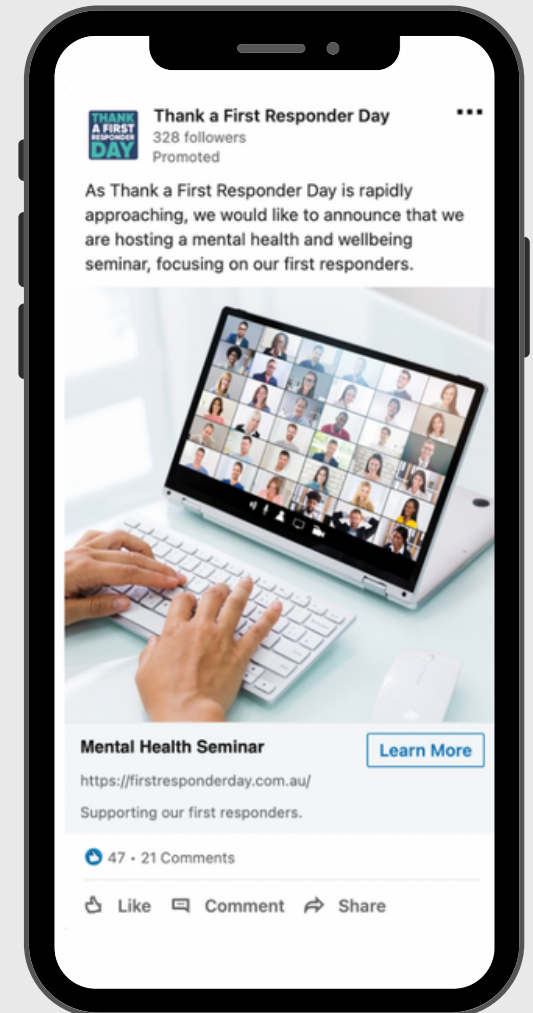 THANK
A FIRST
RESPONDER
DAY
Thank a First Responder Day
328 followers
Promoted
As Thank a First Responder Day is rapidly
approaching, we would like to announce that we
are hosting a mental health and wellbeing
seminar, focusing on our first responders.
Mental Health Seminar
Learn More
https://firstresponderday.com.au/
Supporting our first responders.
47 • 21 Comments
Like Comment Share